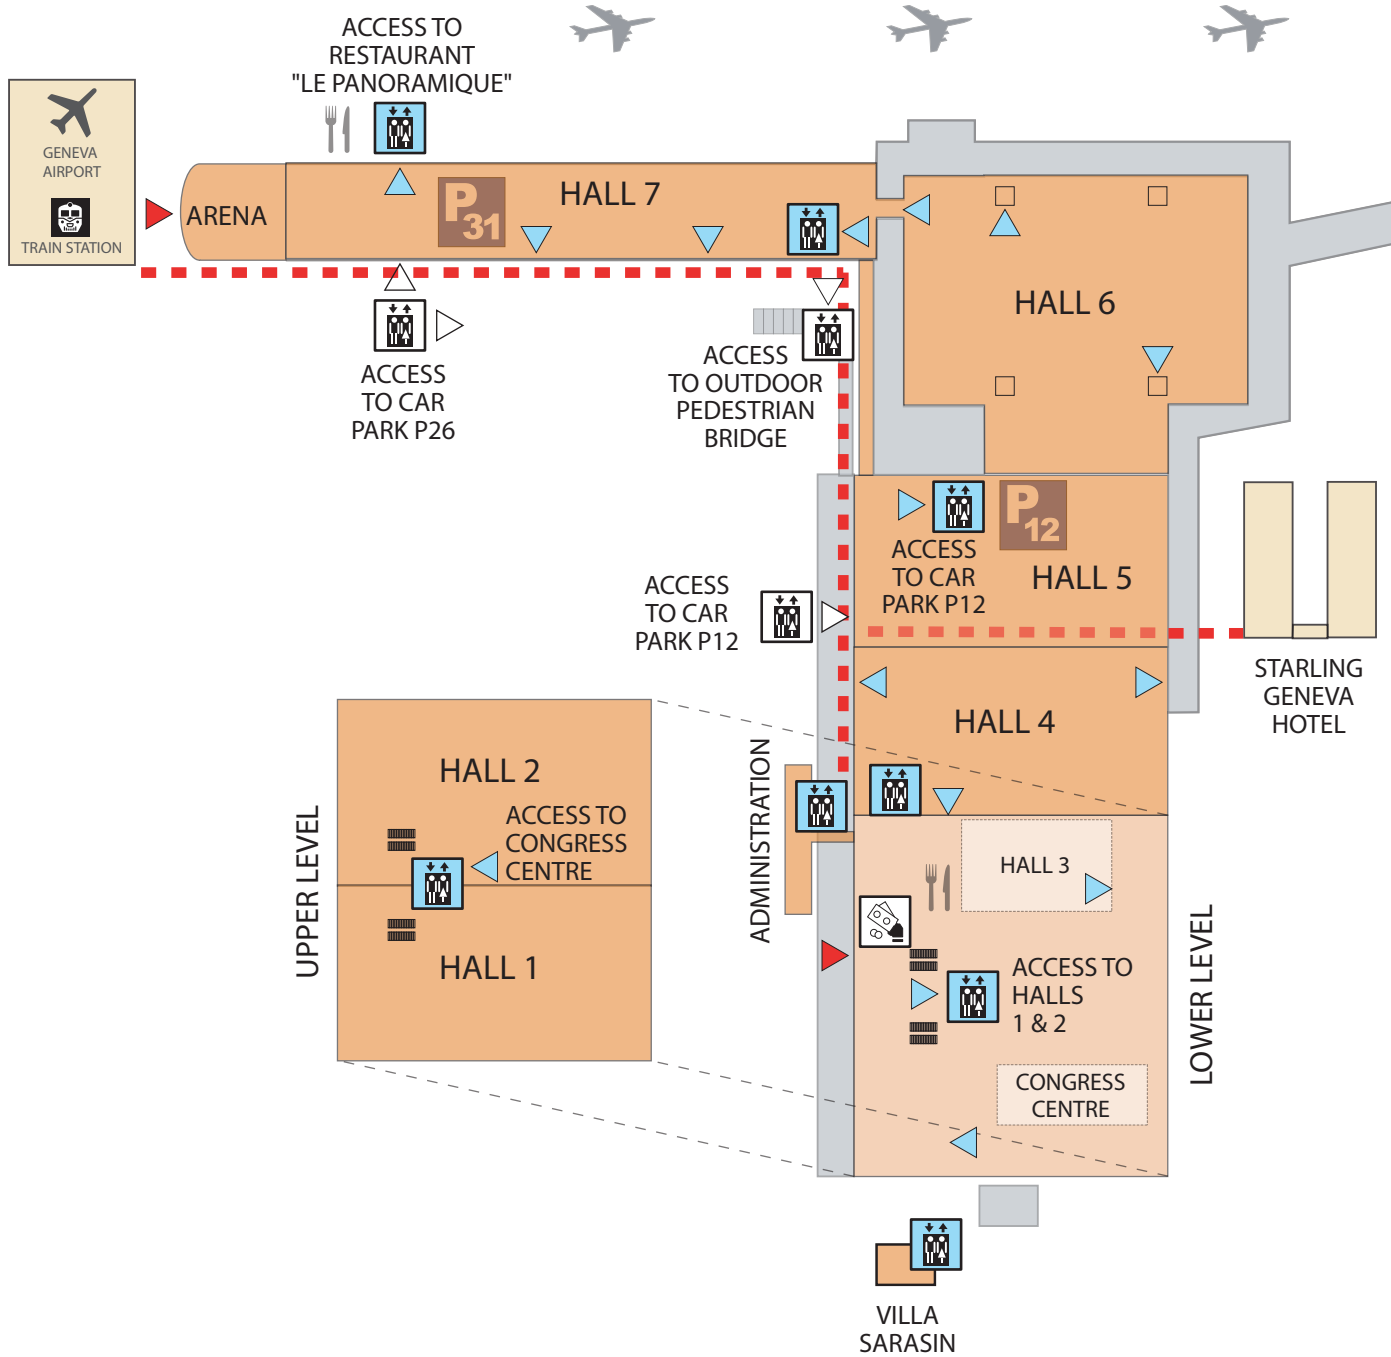 ACCESS TO
RESTAURANT
"LE PANORAMIQUE"
GENEVA
AIRPORT
TRAIN STATION
ARENA
P
31
HALL 7
HALL 6
ACCESS
TO CAR
PARK P26
ACCESS
TO OUTDOOR
PEDESTRIAN
BRIDGE
P
12
ACCESS
TO CAR
PARK P12
HALL 5
ACCESS
TO CAR
PARK P12
STARLING
GENEVA
HOTEL
HALL 4
ADMINISTRATION
UPPER LEVEL
HALL 2
ACCESS TO
CONGRESS
CENTRE
HALL 1
HALL 3
ACCESS TO
HALLS
1 & 2
LOWER LEVEL
CONGRESS
CENTRE
VILLA
SARASIN